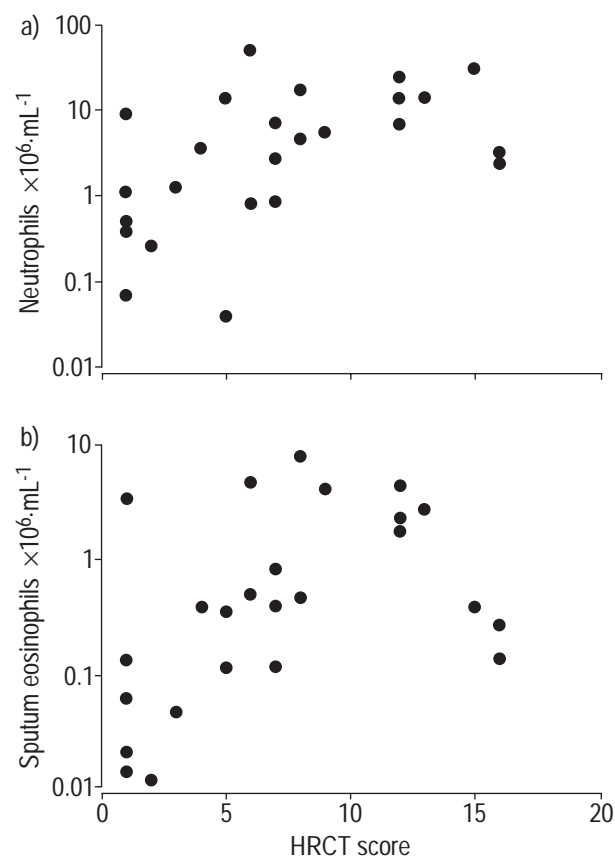 a)
Neutrophils ×10⁶·mL⁻¹
100
10
1
0.1
0.01
b)
Sputum eosinophils ×10⁶·mL⁻¹
10
1
0.1
0.01
0 5 10 15 20
HRCT score